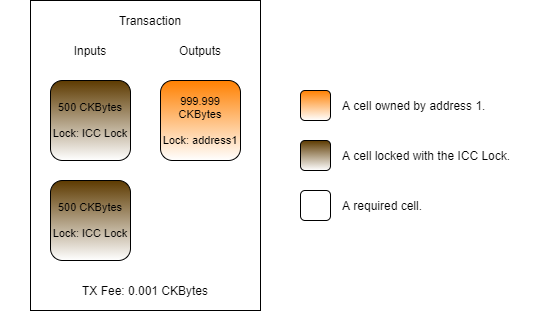 Transaction
Inputs
Outputs
500 CKBytes
Lock: ICC Lock
999.999
CKBytes
Lock: address1
500 CKBytes
Lock: ICC Lock
TX Fee: 0.001 CKBytes
A cell owned by address 1.
A cell locked with the ICC Lock.
A required cell.